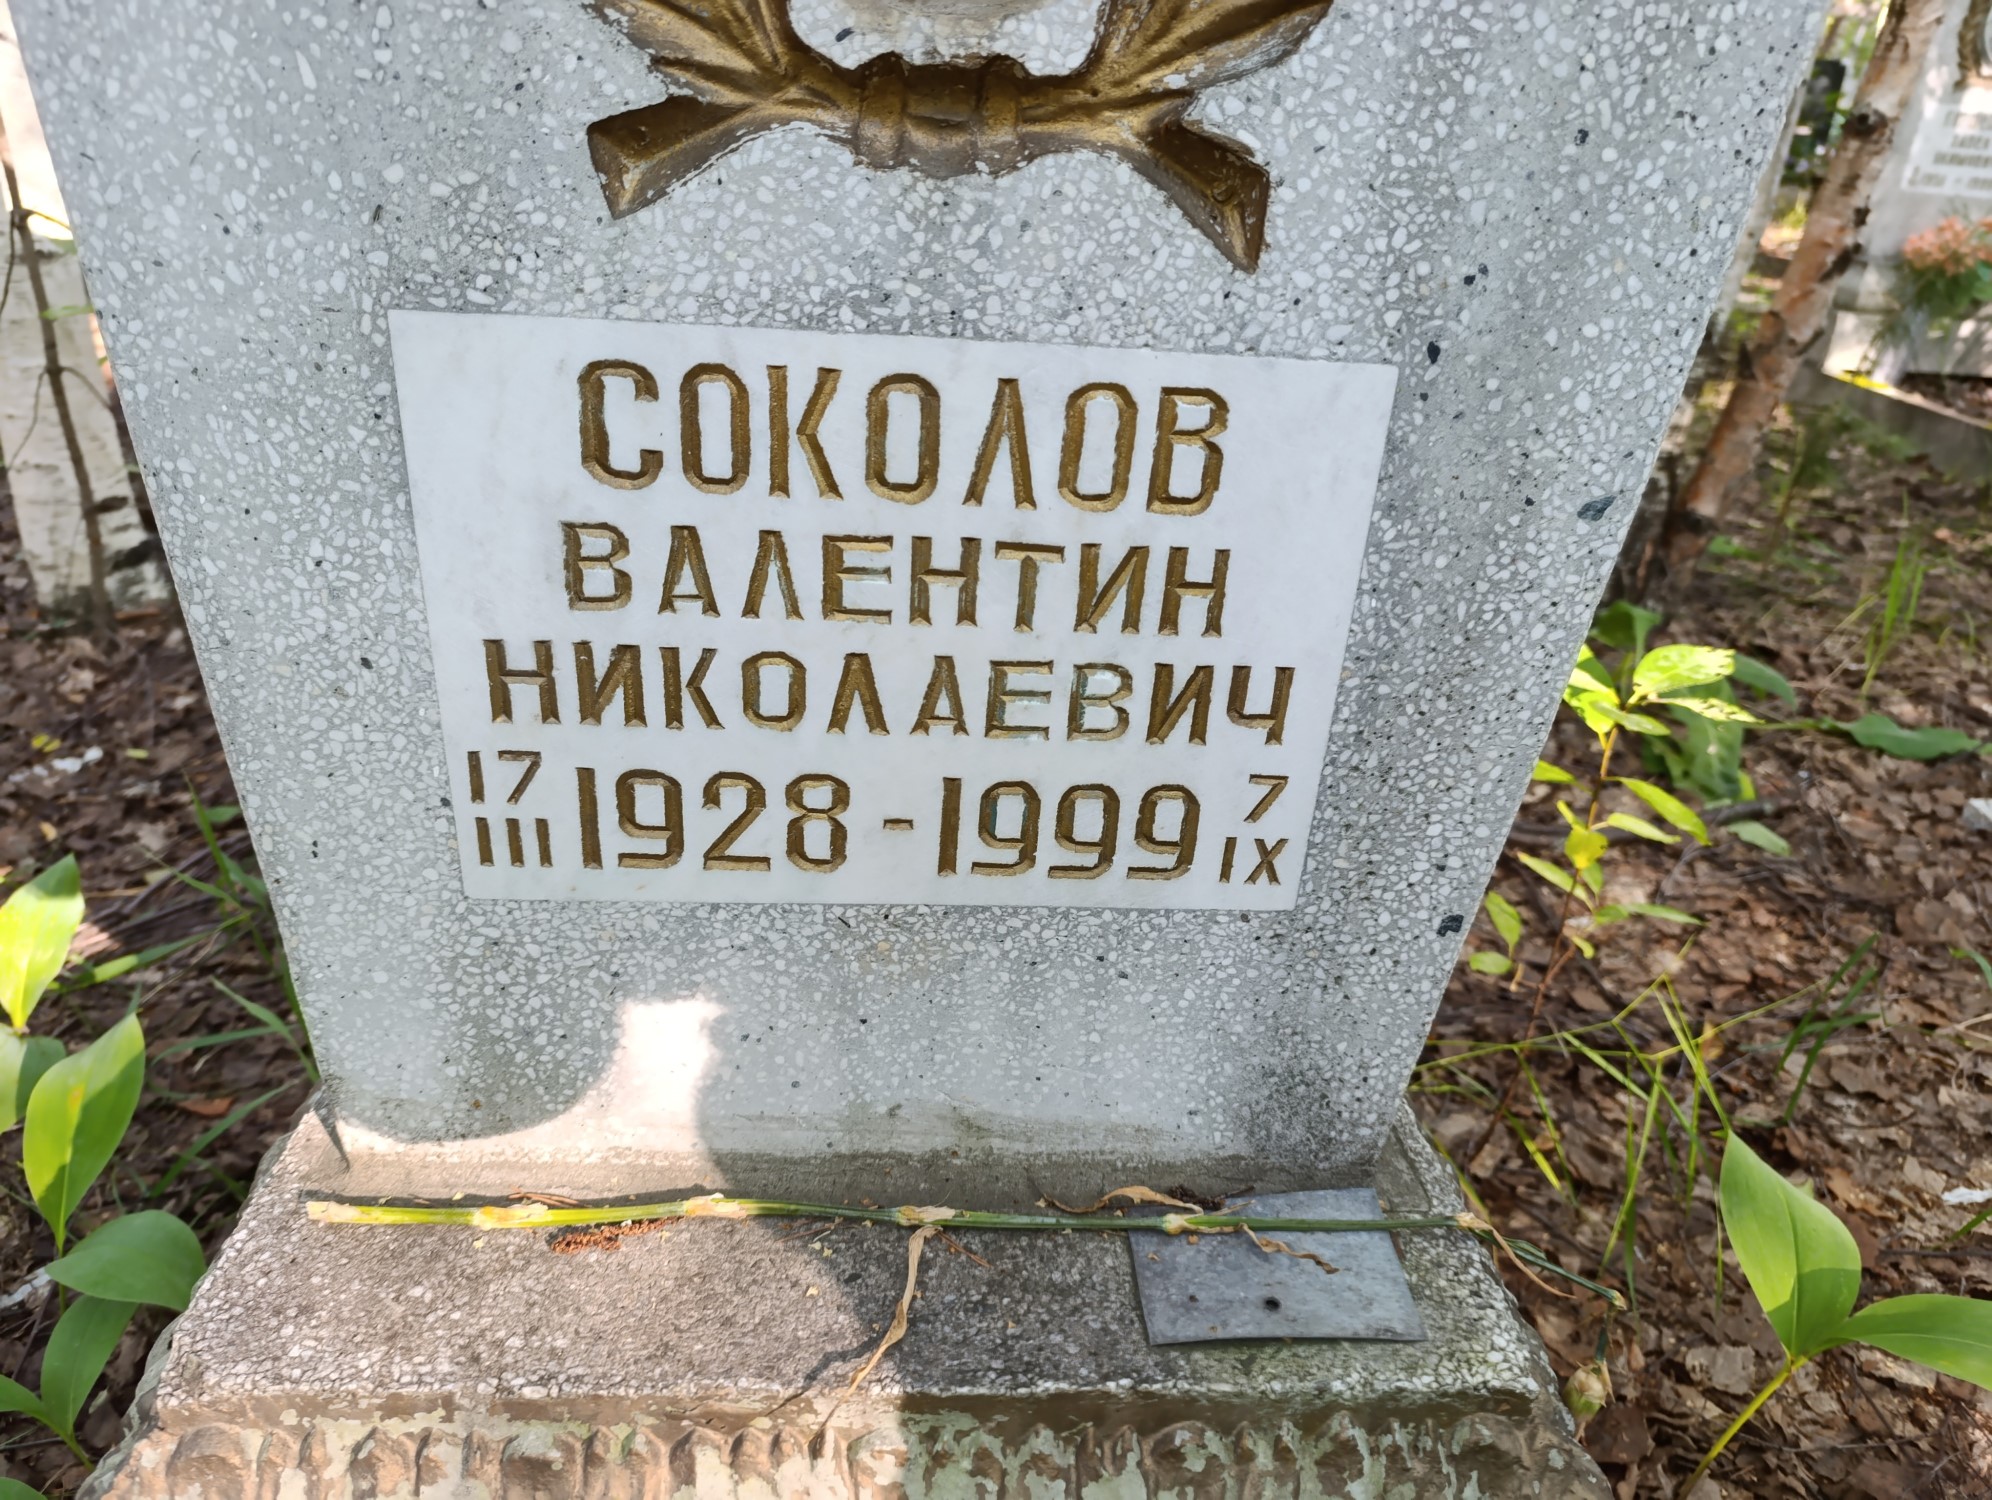 СОКОЛОВ
ВАЛЕНТИН
НИКОЛАЕВИЧ
17 III 1928 - 1999 7 IX